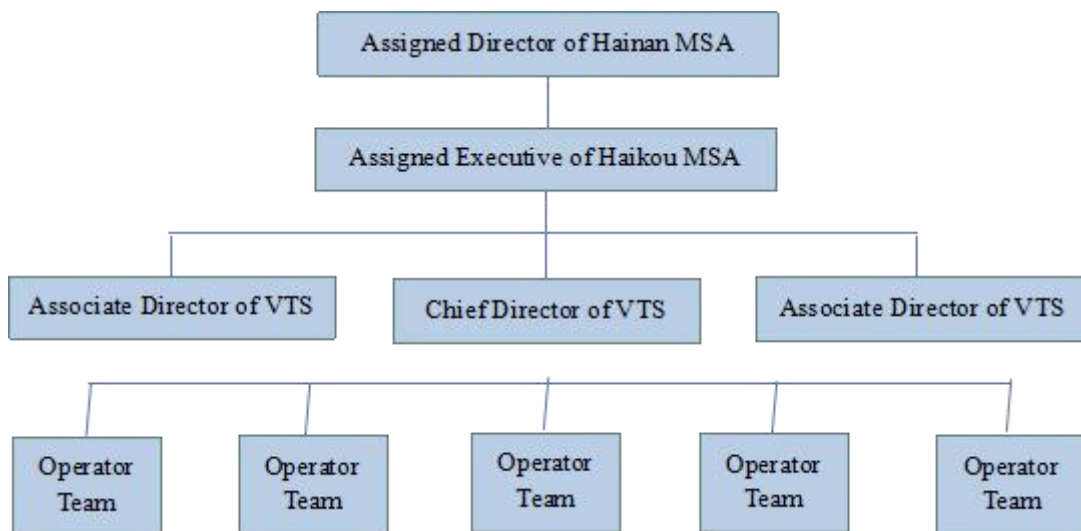 Assigned Director of Hainan MSA
Assigned Executive of Haikou MSA
Associate Director of VTS
Chief Director of VTS
Associate Director of VTS
Operator
Team
Operator
Team
Operator
Team
Operator
Team
Operator
Team